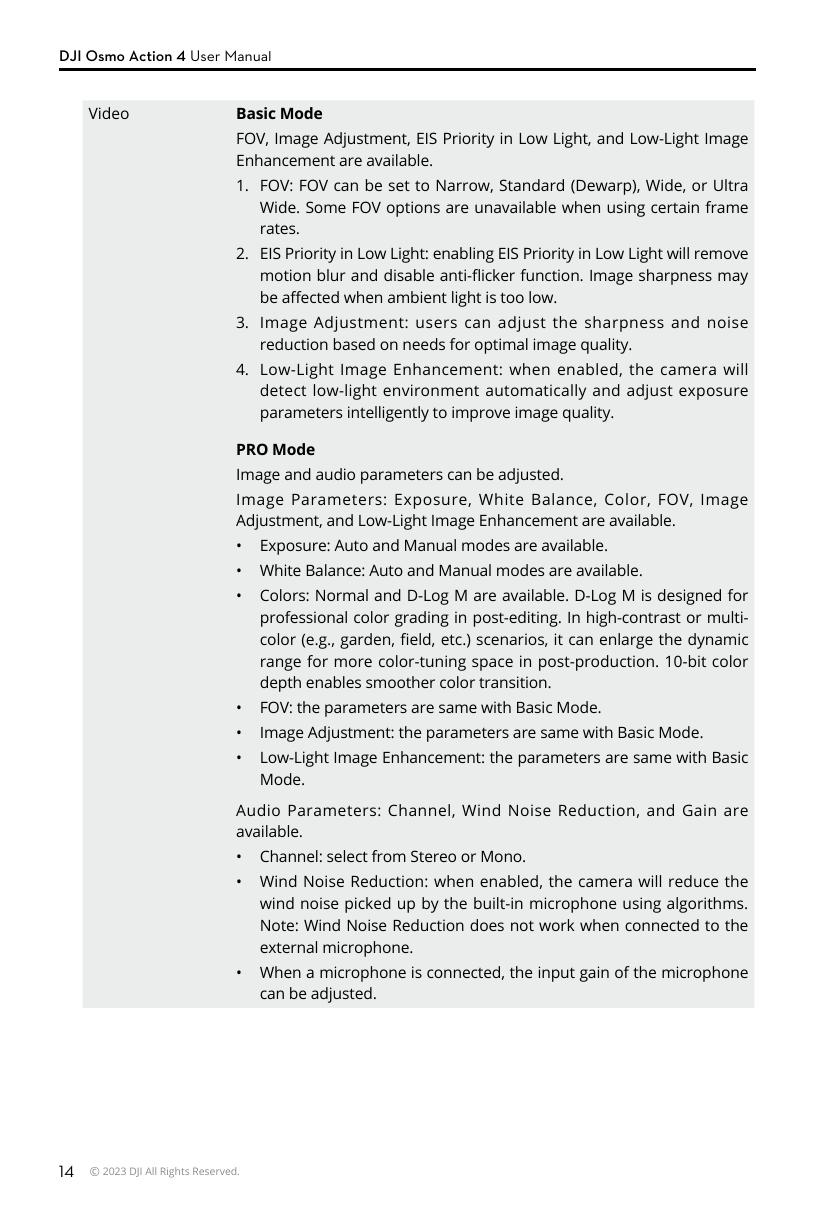 DJI Osmo Action 4 User Manual
Video
Basic Mode
FOV, Image Adjustment, EIS Priority in Low Light, and Low-Light Image
Enhancement are available.
1. FOV: FOV can be set to Narrow, Standard (Dewarp), Wide, or Ultra
Wide. Some FOV options are unavailable when using certain frame
rates.
2. EIS Priority in Low Light: enabling EIS Priority in Low Light will remove
motion blur and disable anti-flicker function. Image sharpness may
be affected when ambient light is too low.
3. Image Adjustment: users can adjust the sharpness and noise
reduction based on needs for optimal image quality.
4. Low-Light Image Enhancement: when enabled, the camera will
detect low-light environment automatically and adjust exposure
parameters intelligently to improve image quality.
PRO Mode
Image and audio parameters can be adjusted.
Image Parameters: Exposure, White Balance, Color, FOV, Image
Adjustment, and Low-Light Image Enhancement are available.
• Exposure: Auto and Manual modes are available.
• White Balance: Auto and Manual modes are available.
• Colors: Normal and D-Log M are available. D-Log M is designed for
professional color grading in post-editing. In high-contrast or multi-
color (e.g., garden, field, etc.) scenarios, it can enlarge the dynamic
range for more color-tuning space in post-production. 10-bit color
depth enables smoother color transition.
• FOV: the parameters are same with Basic Mode.
• Image Adjustment: the parameters are same with Basic Mode.
• Low-Light Image Enhancement: the parameters are same with Basic
Mode.
Audio Parameters: Channel, Wind Noise Reduction, and Gain are
available.
• Channel: select from Stereo or Mono.
• Wind Noise Reduction: when enabled, the camera will reduce the
wind noise picked up by the built-in microphone using algorithms.
Note: Wind Noise Reduction does not work when connected to the
external microphone.
• When a microphone is connected, the input gain of the microphone
can be adjusted.
14 © 2023 DJI All Rights Reserved.